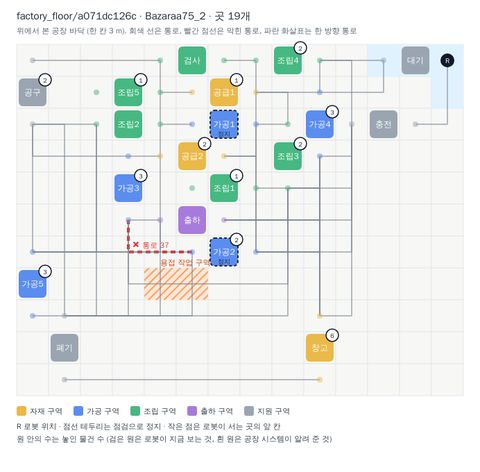 factory_floor/a071dc126c · Bazaraa75_2 · 곳 19개
위에서 본 공장 바닥 (한 칸 3 m). 회색 선은 통로, 빨간 점선은 막힌 통로, 파란 화살표는 한 방향 통로
검사 2 조립4 대기 R
2 공구 1 조립5 1 공급1
조립2 가공1 정지 3 가공4 충전
2 공급2 2 조립3
3 가공3 1 조립1
출하
✕ 통로 37
2 가공2 정지
용접 작업 구역
3 가공5
폐기 6 창고
자재 구역 가공 구역 조립 구역 출하 구역 지원 구역
R 로봇 위치 · 점선 테두리는 점검으로 정지 · 작은 점은 로봇이 서는 곳의 앞 칸
원 안의 수는 놓인 물건 수 (검은 원은 로봇이 지금 보는 것, 흰 원은 공장 시스템이 알려 준 것)